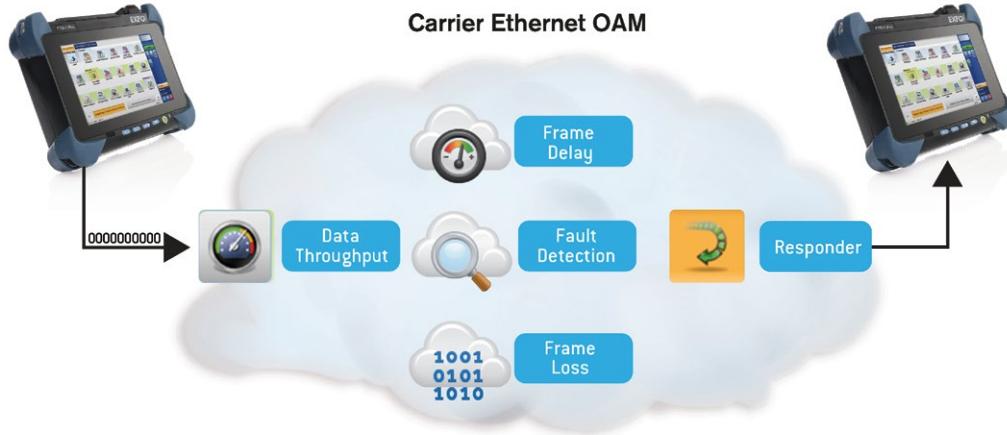 Carrier Ethernet OAM
EXFO
EXFO
Frame
Delay
0000000000
Data
Throughput
Fault
Detection
Responder
1001
0101
1010
Frame
Loss